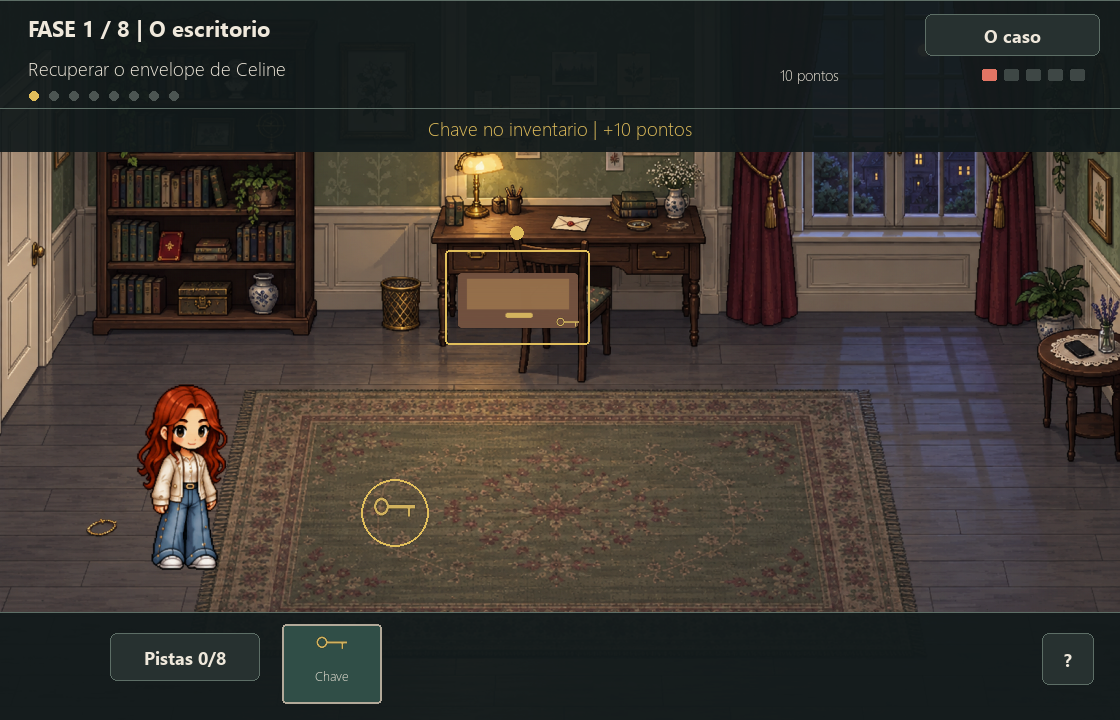 FASE 1 / 8 | O escritorio
O caso
Recuperar o envelope de Celine
10 pontos
Chave no inventario | +10 pontos
Pistas 0/8
Chave
?